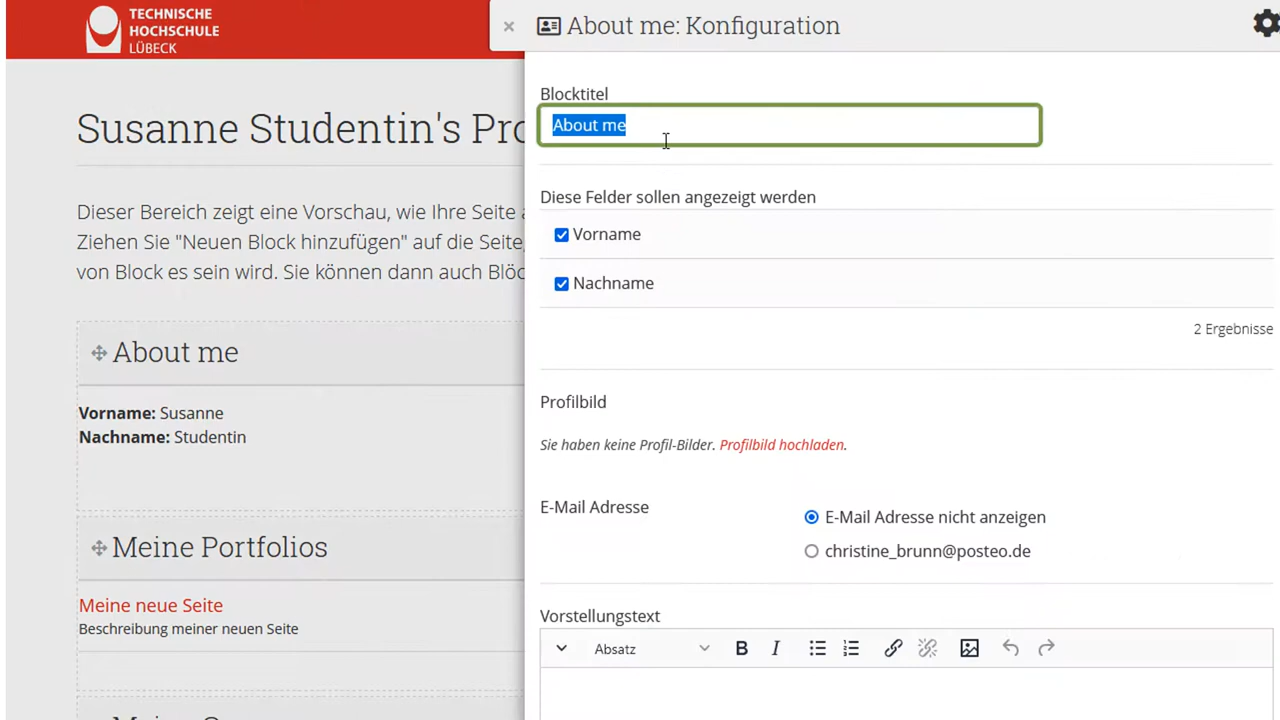 TECHNISCHE
HOCHSCHULE
LÜBECK
Susanne Studentin's Pro
Dieser Bereich zeigt eine Vorschau, wie Ihre Seite
Ziehen Sie "Neuen Block hinzufügen" auf die Seite,
von Block es sein wird. Sie können dann auch Blöc
About me
Vorname: Susanne
Nachname: Studentin
Meine Portfolios
Meine neue Seite
Beschreibung meiner neuen Seite
About me: Konfiguration
Blocktitel
About me
Diese Felder sollen angezeigt werden
Vorname
Nachname
2 Ergebnisse
Profilbild
Sie haben keine Profil-Bilder. Profilbild hochladen.
E-Mail Adresse
E-Mail Adresse nicht anzeigen
christine_brunn@posteo.de
Vorstellungstext
Absatz